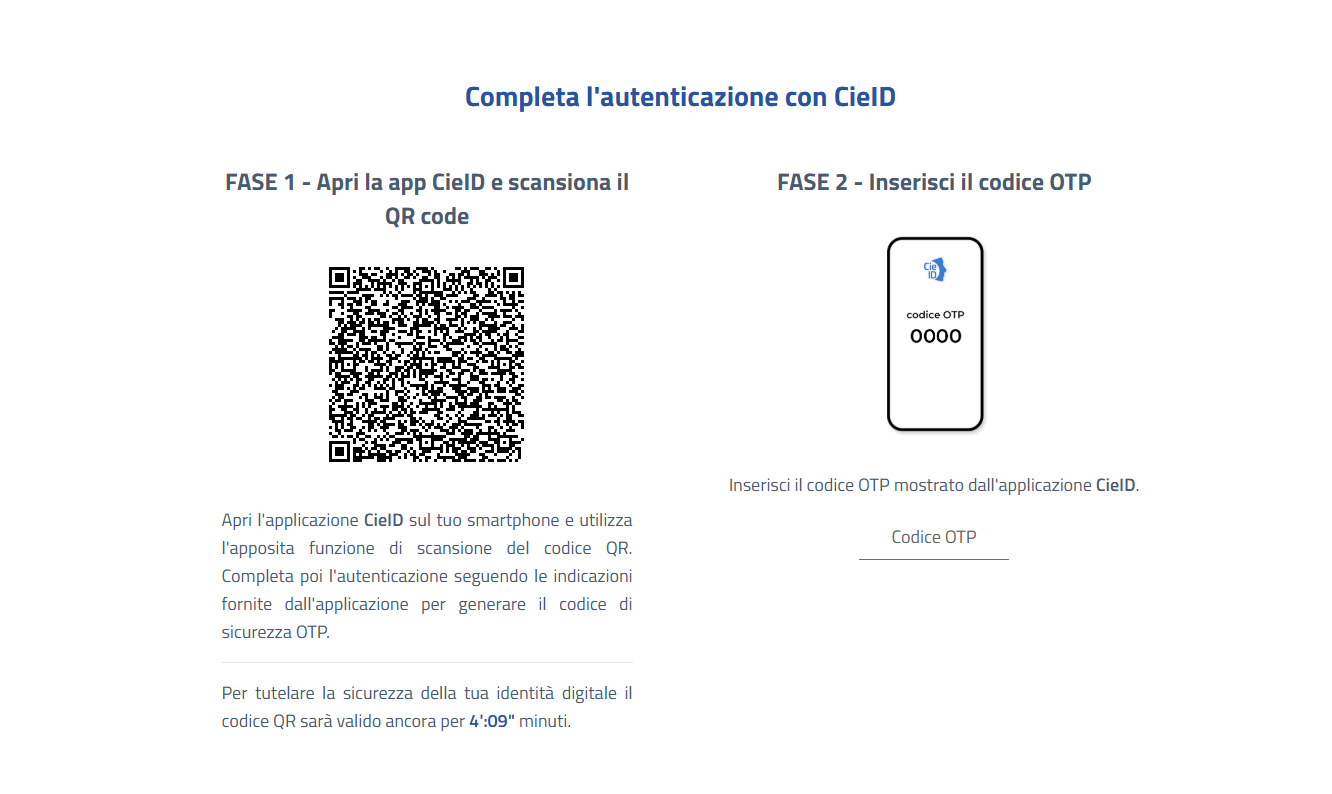 Completa l'autenticazione con CieID
FASE 1 - Apri la app CieID e scansiona il
QR code
Apri l'applicazione CieID sul tuo smartphone e utilizza
l'apposita funzione di scansione del codice QR.
Completa poi l'autenticazione seguendo le indicazioni
fornite dall'applicazione per generare il codice di
sicurezza OTP.
Per tutelare la sicurezza della tua identità digitale il
codice QR sarà valido ancora per 4':09" minuti.
FASE 2 - Inserisci il codice OTP
Cie
ID
codice OTP
0000
Inserisci il codice OTP mostrato dall'applicazione CieID.
Codice OTP